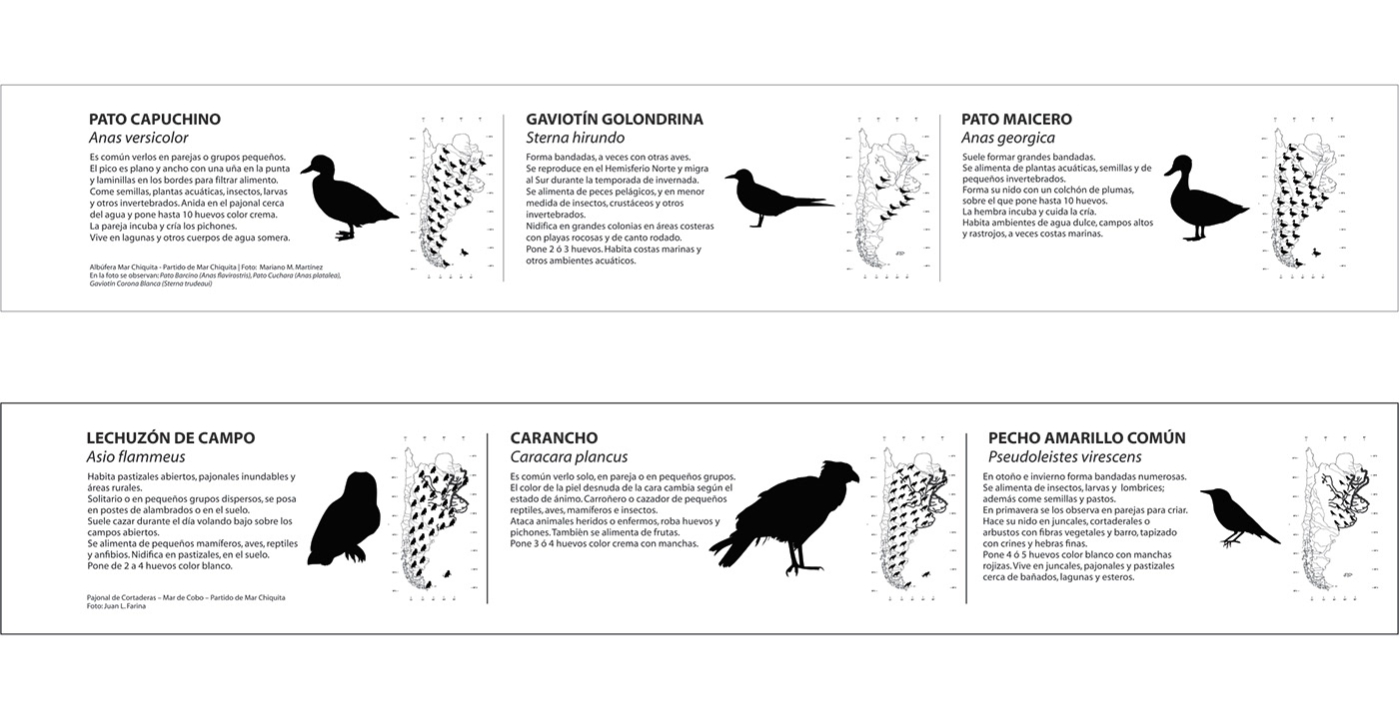 PATO CAPUCHINO
Anas versicolor
Es común verlos en parejas o grupos pequeños.
El pico es plano y ancho con una uña en la punta
y laminillas en los bordes para filtrar alimento.
Come semillas, plantas acuáticas, insectos, larvas
y otros invertebrados. Anida en el pajonal cerca
del agua y pone hasta 10 huevos color crema.
La pareja incuba y cría los pichones.
Vive en lagunas y otros cuerpos de agua somera.
Albúfera Mar Chiquita - Partido de Mar Chiquita | Foto: Mariano M. Martínez
En la foto se observan: Pato Barcino (Anas flavirostris), Pato Cuchara (Anas platalea),
Gaviotín Corona Blanca (Sterna trudeaui)
GAVIOTÍN GOLONDRINA
Sterna hirundo
Forma bandadas, a veces con otras aves.
Se reproduce en el Hemisferio Norte y migra
al Sur durante la temporada de invernada.
Se alimenta de peces pelágicos, y en menor
medida de insectos, crustáceos y otros
invertebrados.
Nidifica en grandes colonias en áreas costeras
con playas rocosas y de canto rodado.
Pone 2 ó 3 huevos. Habita costas marinas y
otros ambientes acuáticos.
PATO MAICERO
Anas georgica
Suele formar grandes bandadas.
Se alimenta de plantas acuáticas, semillas y de
pequeños invertebrados.
Forma su nido con un colchón de plumas,
sobre el que pone hasta 10 huevos.
La hembra incuba y cuida la cría.
Habita ambientes de agua dulce, campos altos
y rastrojos, a veces costas marinas.
LECHUZÓN DE CAMPO
Asio flammeus
Habita pastizales abiertos, pajonales inundables y
áreas rurales.
Solitario o en pequeños grupos dispersos, se posa
en postes de alambrados o en el suelo.
Suele cazar durante el día volando bajo sobre los
campos abiertos.
Se alimenta de pequeños mamíferos, aves, reptiles
y anfibios. Nidifica en pastizales, en el suelo.
Pone de 2 a 4 huevos color blanco.
Pajonal de Cortaderas – Mar de Cobo – Partido de Mar Chiquita
Foto: Juan L. Farina
CARANCHO
Caracara plancus
Es común verlo solo, en pareja o en pequeños grupos.
El color de la piel desnuda de la cara cambia según el
estado de ánimo. Carroñero o cazador de pequeños
reptiles, aves, mamíferos e insectos.
Ataca animales heridos o enfermos, roba huevos y
pichones. Tambièn se alimenta de frutas.
Pone 3 ó 4 huevos color crema con manchas.
PECHO AMARILLO COMÚN
Pseudoleistes virescens
En otoño e invierno forma bandadas numerosas.
Se alimenta de insectos, larvas y lombrices;
además come semillas y pastos.
En primavera se los observa en parejas para criar.
Hace su nido en juncales, cortaderales o
arbustos con fibras vegetales y barro, tapizado
con crines y hebras finas.
Pone 4 ó 5 huevos color blanco con manchas
rojizas. Vive en juncales, pajonales y pastizales
cerca de bañados, lagunas y esteros.